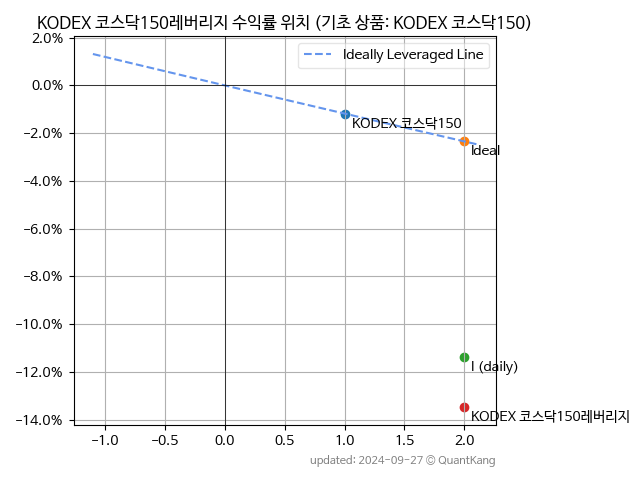 KODEX 코스닥150레버리지 수익률 위치 (기초 상품: KODEX 코스닥150)
2.0%
0.0%
−2.0%
−4.0%
−6.0%
−8.0%
−10.0%
−12.0%
−14.0%
Ideally Leveraged Line
KODEX 코스닥150
Ideal
I (daily)
KODEX 코스닥150레버리지
−1.0 −0.5 0.0 0.5 1.0 1.5 2.0
updated: 2024-09-27 © QuantKang